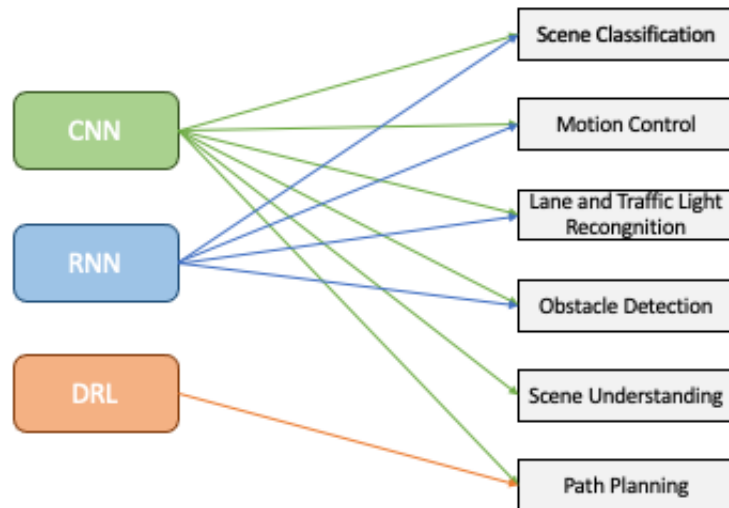 CNN
RNN
DRL
Scene Classification
Motion Control
Lane and Traffic Light
Recongnition
Obstacle Detection
Scene Understanding
Path Planning